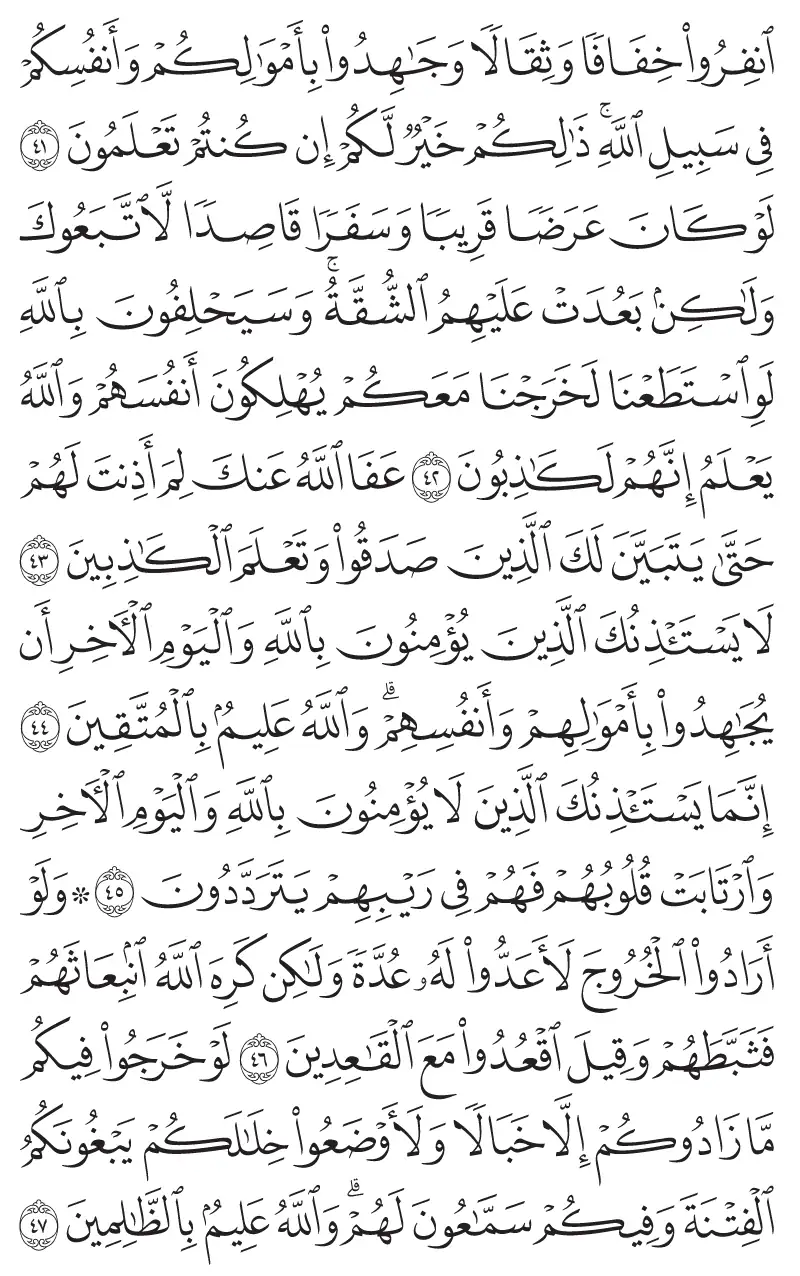 ٱنفِرُوا۟ خِفَافًا وَثِقَالًا وَجَٰهِدُوا۟ بِأَمْوَٰلِكُمْ وَأَنفُسِكُمْ
فِى سَبِيلِ ٱللَّهِ ۚ ذَٰلِكُمْ خَيْرٌ لَّكُمْ إِن كُنتُمْ تَعْلَمُونَ ٤١
لَوْ كَانَ عَرَضًا قَرِيبًا وَسَفَرًا قَاصِدًا لَّٱتَّبَعُوكَ
وَلَٰكِنۢ بَعُدَتْ عَلَيْهِمُ ٱلشُّقَّةُ ۚ وَسَيَحْلِفُونَ بِٱللَّهِ
لَوِ ٱسْتَطَعْنَا لَخَرَجْنَا مَعَكُمْ يُهْلِكُونَ أَنفُسَهُمْ وَٱللَّهُ
يَعْلَمُ إِنَّهُمْ لَكَٰذِبُونَ ٤٢ عَفَا ٱللَّهُ عَنكَ لِمَ أَذِنتَ لَهُمْ
حَتَّىٰ يَتَبَيَّنَ لَكَ ٱلَّذِينَ صَدَقُوا۟ وَتَعْلَمَ ٱلْكَٰذِبِينَ ٤٣
لَا يَسْتَـْٔذِنُكَ ٱلَّذِينَ يُؤْمِنُونَ بِٱللَّهِ وَٱلْيَوْمِ ٱلْـَٔاخِرِ أَن
يُجَٰهِدُوا۟ بِأَمْوَٰلِهِمْ وَأَنفُسِهِمْ ۗ وَٱللَّهُ عَلِيمٌۢ بِٱلْمُتَّقِينَ ٤٤
إِنَّمَا يَسْتَـْٔذِنُكَ ٱلَّذِينَ لَا يُؤْمِنُونَ بِٱللَّهِ وَٱلْيَوْمِ ٱلْـَٔاخِرِ
وَٱرْتَابَتْ قُلُوبُهُمْ فَهُمْ فِى رَيْبِهِمْ يَتَرَدَّدُونَ ٤٥ ۞ وَلَوْ
أَرَادُوا۟ ٱلْخُرُوجَ لَأَعَدُّوا۟ لَهُۥ عُدَّةً وَلَٰكِن كَرِهَ ٱللَّهُ ٱنۢبِعَاثَهُمْ
فَثَبَّطَهُمْ وَقِيلَ ٱقْعُدُوا۟ مَعَ ٱلْقَٰعِدِينَ ٤٦ لَوْ خَرَجُوا۟ فِيكُم
مَّا زَادُوكُمْ إِلَّا خَبَالًا وَلَأَوْضَعُوا۟ خِلَٰلَكُمْ يَبْغُونَكُمُ
ٱلْفِتْنَةَ وَفِيكُمْ سَمَّٰعُونَ لَهُمْ ۗ وَٱللَّهُ عَلِيمٌۢ بِٱلظَّٰلِمِينَ ٤٧